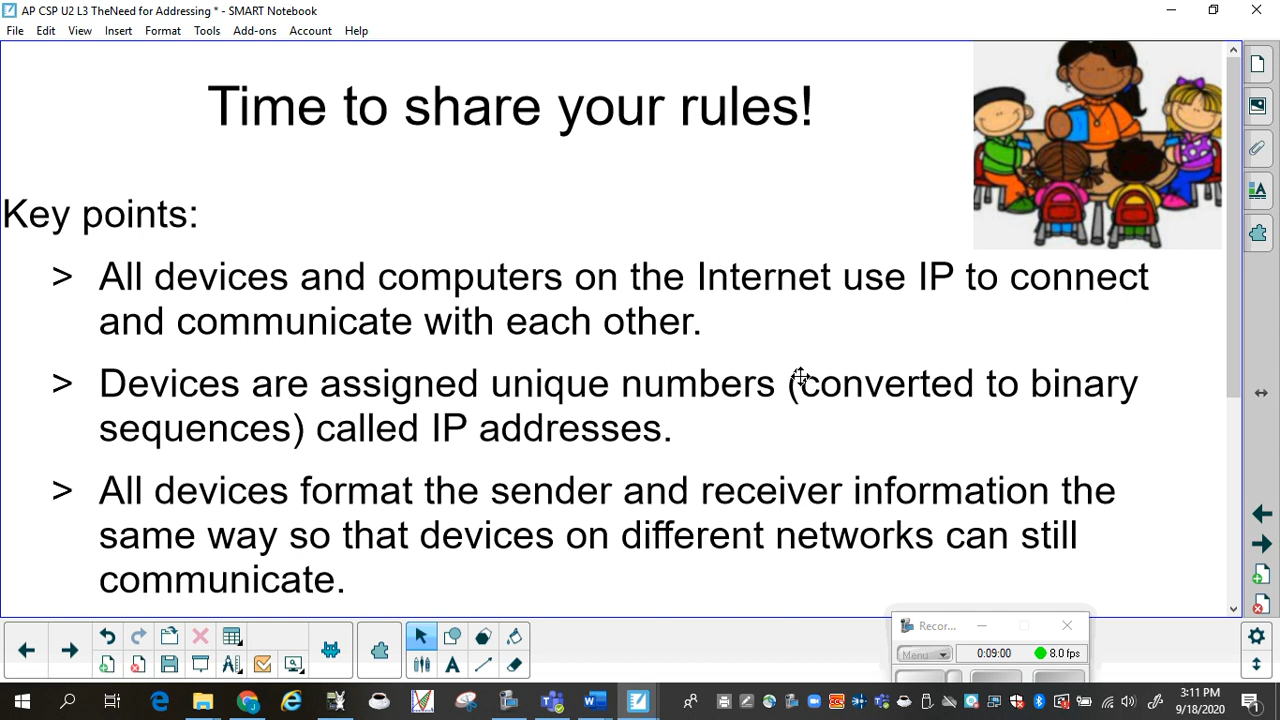 AP CSP U2 L3 TheNeed for Addressing * - SMART Notebook
File Edit View Insert Format Tools Add-ons Account Help
Time to share your rules!
Key points:
> All devices and computers on the Internet use IP to connect
and communicate with each other.
> Devices are assigned unique numbers (converted to binary
sequences) called IP addresses.
> All devices format the sender and receiver information the
same way so that devices on different networks can still
communicate.
Recor...
Menu 0:09:00 8.0 fps
3:11 PM
9/18/2020